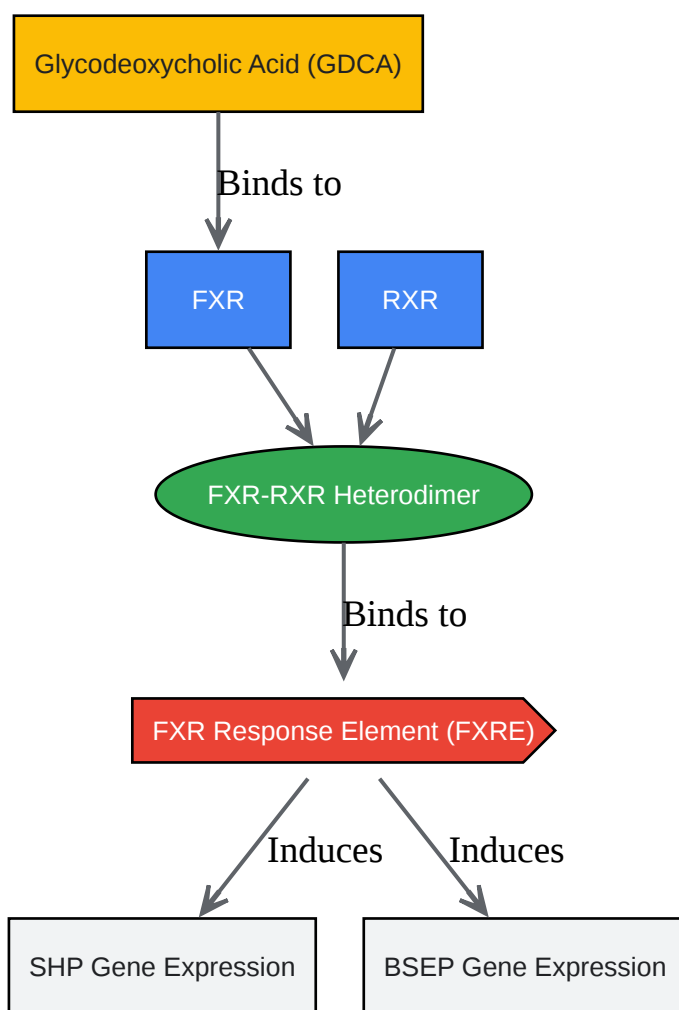 Glycodeoxycholic Acid (GDCA)
Binds to
FXR
RXR
FXR-RXR Heterodimer
Binds to
FXR Response Element (FXRE)
Induces
Induces
SHP Gene Expression
BSEP Gene Expression